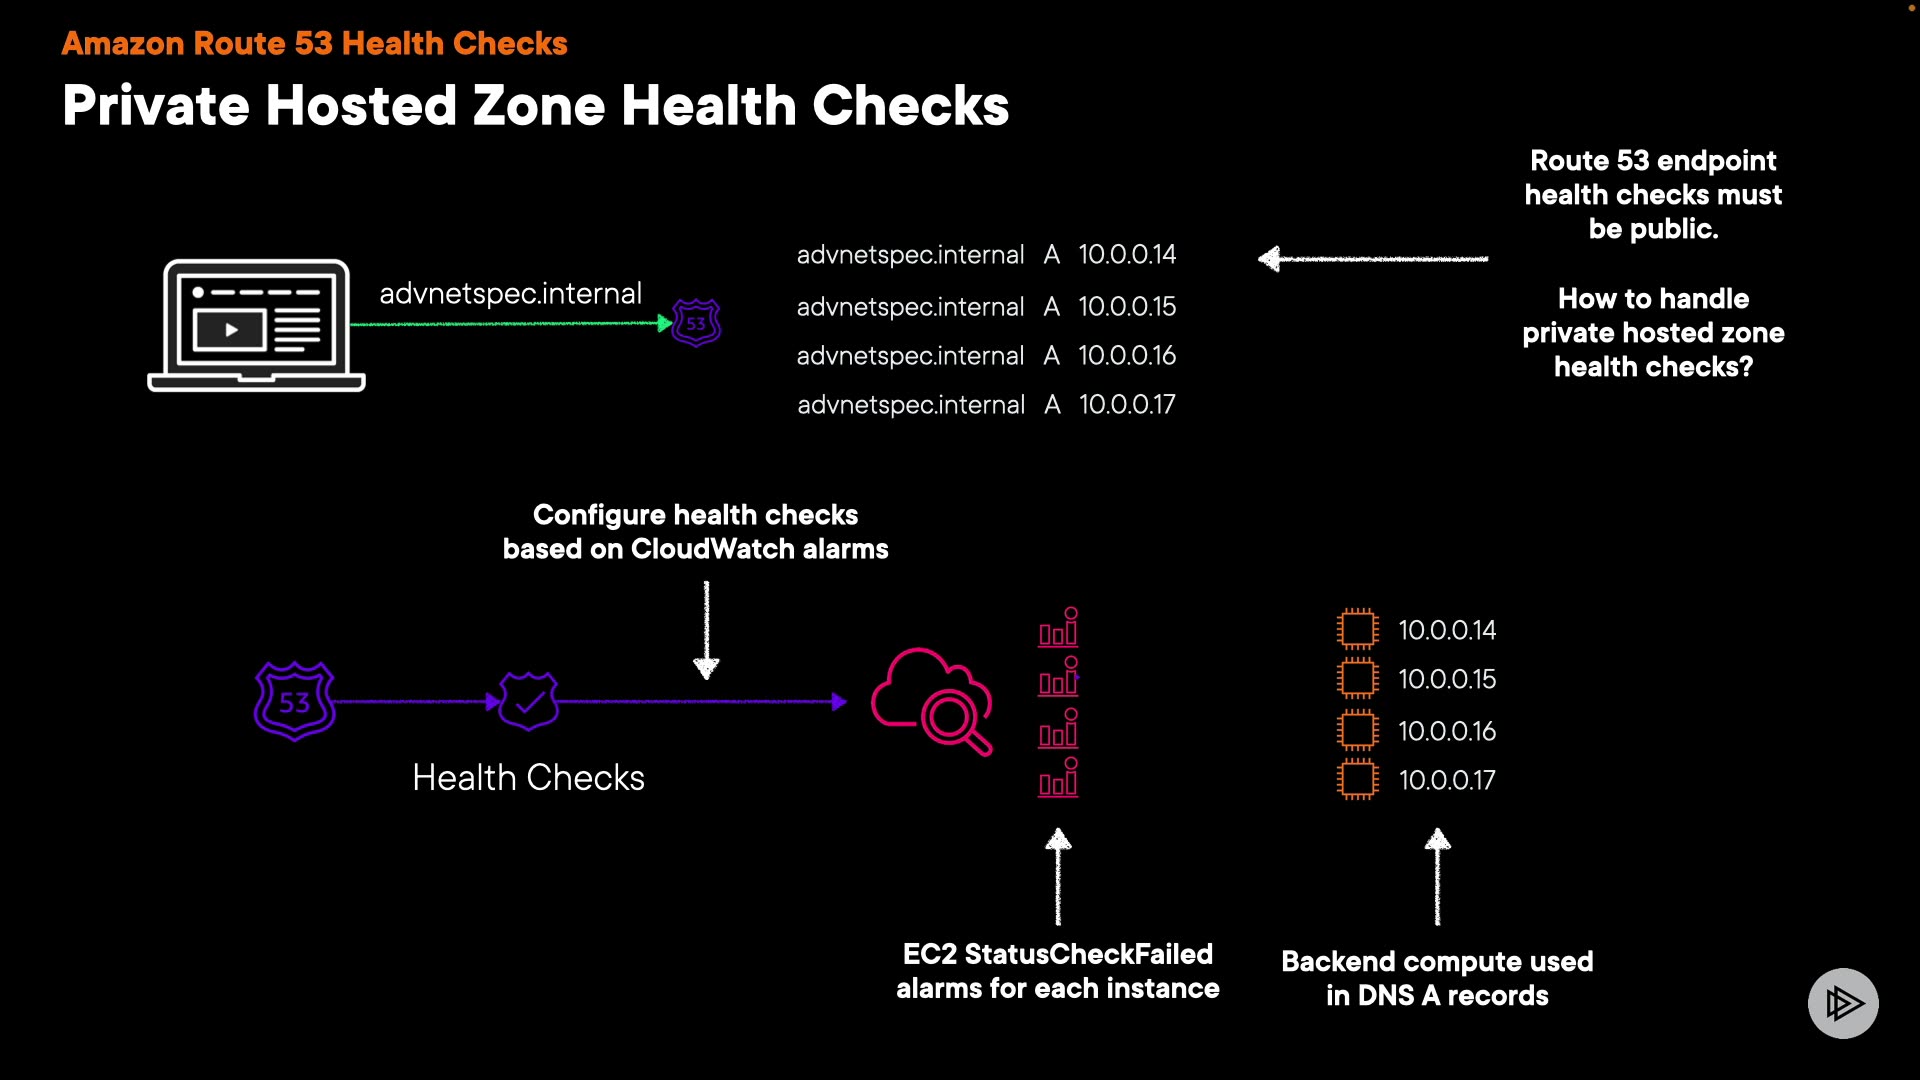 Amazon Route 53 Health Checks
Private Hosted Zone Health Checks
Route 53 endpoint
health checks must
be public.
How to handle
private hosted zone
health checks?
advnetspec.internal
53
advnetspec.internal A 10.0.0.14
advnetspec.internal A 10.0.0.15
advnetspec.internal A 10.0.0.16
advnetspec.internal A 10.0.0.17
Configure health checks
based on CloudWatch alarms
53
Health Checks
10.0.0.14
10.0.0.15
10.0.0.16
10.0.0.17
EC2 StatusCheckFailed
alarms for each instance
Backend compute used
in DNS A records